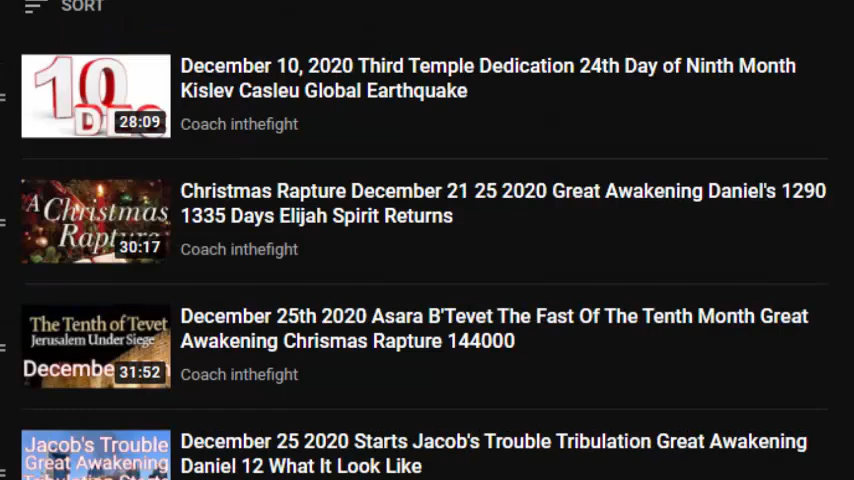 SORT
10
DEC
28:09
December 10, 2020 Third Temple Dedication 24th Day of Ninth Month
Kislev Casleu Global Earthquake
Coach inthefight
A Christmas
Rapt
30:17
Christmas Rapture December 21 25 2020 Great Awakening Daniel's 1290
1335 Days Elijah Spirit Returns
Coach inthefight
The Tenth of Tevet
Jerusalem Under Siege
Decembe
31:52
December 25th 2020 Asara B'Tevet The Fast Of The Tenth Month Great
Awakening Chrismas Rapture 144000
Coach inthefight
Jacob's Trouble
Great Awakening
Tribulation Starts
December 25 2020 Starts Jacob's Trouble Tribulation Great Awakening
Daniel 12 What It Look Like